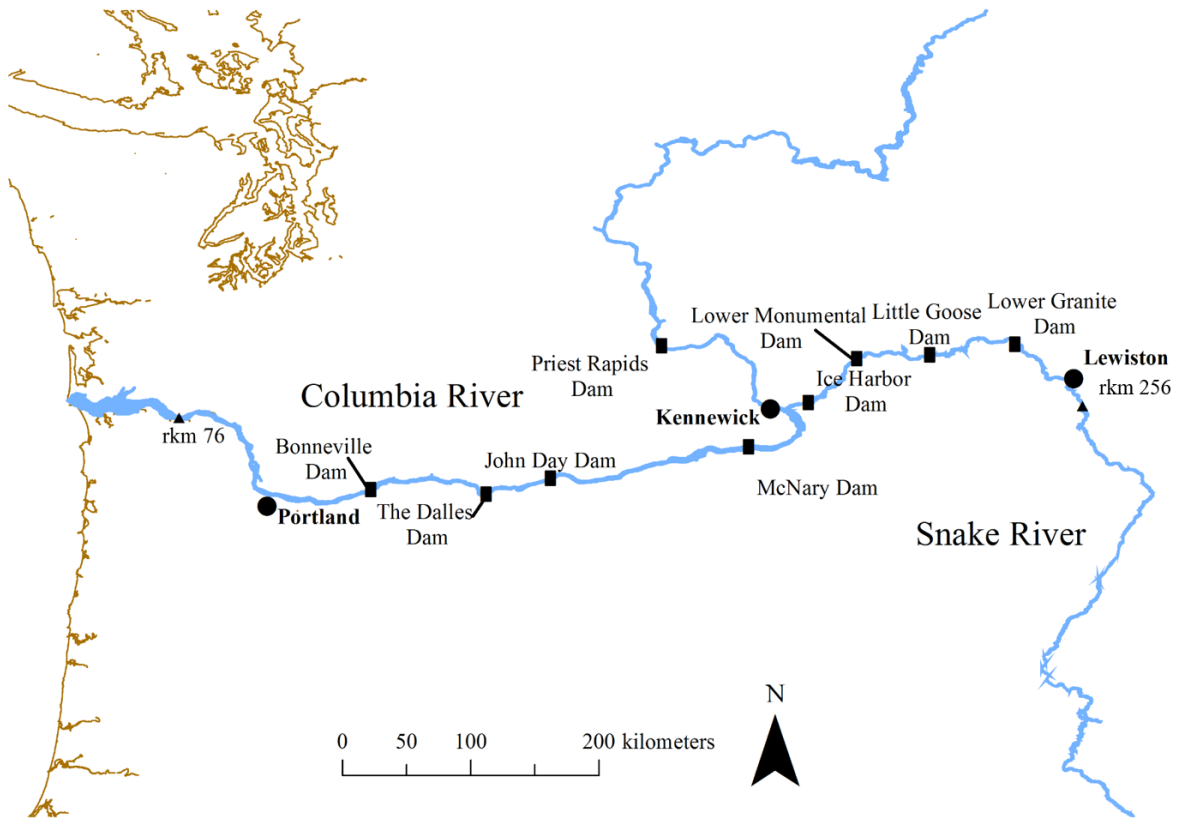 Lower Granite
Dam
Little Goose
Dam
Lower Monumental
Dam
Priest Rapids
Dam
Ice Harbor
Dam
Lewiston
rkm 256
Columbia River
Kennewick
rkm 76
Bonneville
Dam
John Day Dam
McNary Dam
Portland
The Dalles
Dam
Snake River
N
0 50 100 200 kilometers